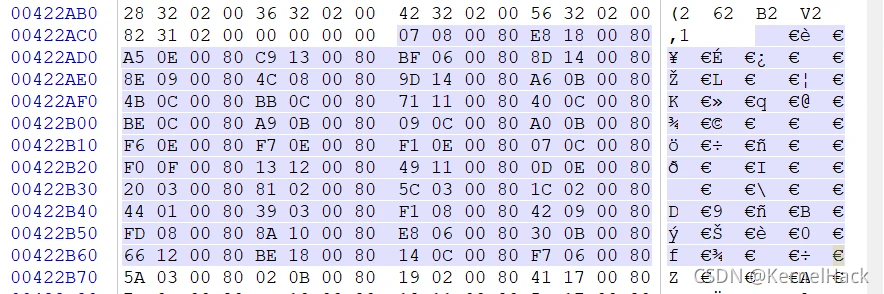 00422AB0 28 32 02 00 36 32 02 00 42 32 02 00 56 32 02 00 (2 62 B2 V2
00422AC0 82 31 02 00 00 00 00 00 07 08 00 80 E8 18 00 80 ‚1 €è €
00422AD0 A5 0E 00 80 C9 13 00 80 BF 06 00 80 8D 14 00 80 ¥ €É €¿ € €
00422AE0 8E 09 00 80 4C 08 00 80 9D 14 00 80 A6 0B 00 80 Ž €L € €¦ €
00422AF0 4B 0C 00 80 BB 0C 00 80 71 11 00 80 40 0C 00 80 K €» €q €@ €
00422B00 BE 0C 00 80 A9 0B 00 80 09 0C 00 80 A0 0B 00 80 ¾ €© € € €
00422B10 F6 0E 00 80 F7 0E 00 80 F1 0E 00 80 07 0C 00 80 ö €÷ €ñ € €
00422B20 F0 0F 00 80 13 12 00 80 49 11 00 80 0D 0E 00 80 ð € €I € €
00422B30 20 03 00 80 81 02 00 80 5C 03 00 80 1C 02 00 80 € €\ € €
00422B40 44 01 00 80 39 03 00 80 F1 08 00 80 42 09 00 80 D €9 €ñ €B €
00422B50 FD 08 00 80 8A 10 00 80 E8 06 00 80 30 0B 00 80 ý €Š €è €0 €
00422B60 66 12 00 80 BE 18 00 80 14 0C 00 80 F7 06 00 80 f €¾ € €÷ €
00422B70 5A 03 00 80 02 0B 00 80 19 02 00 80 41 17 00 80 Z € € €A €
CSDN @KernelHack